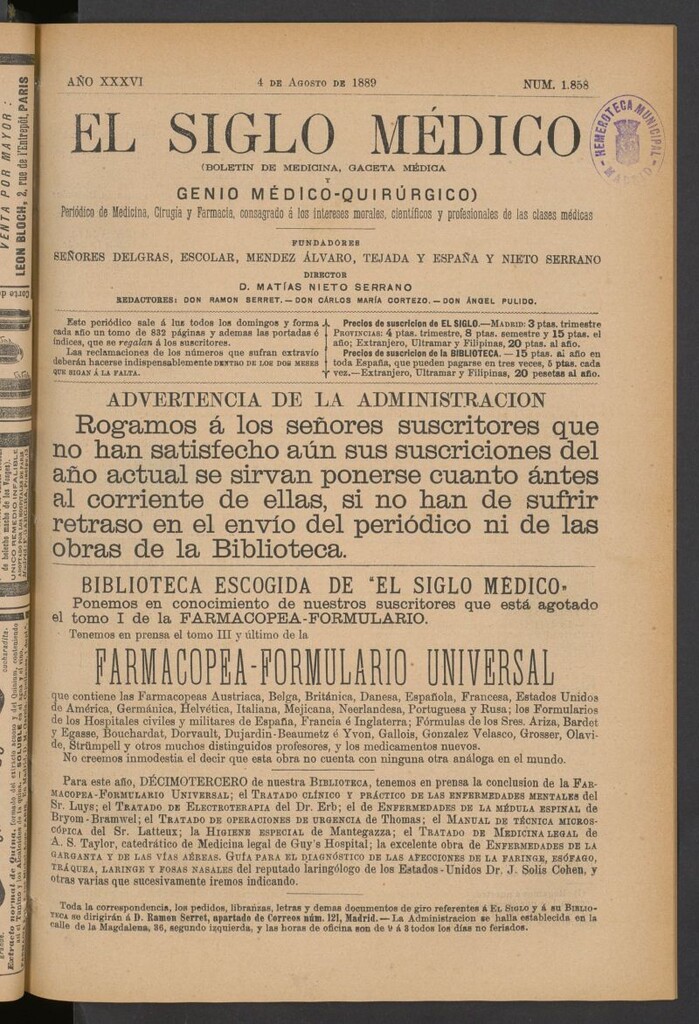 AÑO XXXVI
4 DE AGOSTO DE 1889
NUM. 1.858
EL SIGLO MÉDICO
HEMEROTECA MUNICIPAL
MADRID
(BOLETIN DE MEDICINA, GACETA MÉDICA
Y
GENIO MÉDICO-QUIRÚRGICO)
Periódico de Medicina, Cirugía y Farmacia, consagrado á los intereses morales, científicos y profesionales de las clases médicas
FUNDADORES
SEÑORES DELGRAS, ESCOLAR, MENDEZ ÁLVARO, TEJADA Y ESPAÑA Y NIETO SERRANO
DIRECTOR
D. MATÍAS NIETO SERRANO
REDACTORES: DON RAMON SERRET.—DON CÁRLOS MARÍA CORTEZO.—DON ÁNGEL PULIDO.
Este periódico sale á luz todos los domingos y forma
cada año un tomo de 832 páginas y ademas las portadas é
índices, que se regalan á los suscritores.
Las reclamaciones de los números que sufran extravío
deberán hacerse indispensablemente DENTRO DE LOS DOS MESES
QUE SIGAN Á LA FALTA.
Precios de suscricion de EL SIGLO.—MADRID: 3 ptas. trimestre
PROVINCIAS: 4 ptas. trimestre, 8 ptas. semestre y 15 ptas. el
año; Extranjero, Ultramar y Filipinas, 20 ptas. al año.
Precios de suscricion de la BIBLIOTECA.—15 ptas. al año en
toda España, que pueden pagarse en tres veces, 5 ptas. cada
vez.—Extranjero, Ultramar y Filipinas, 20 pesetas al año.
ADVERTENCIA DE LA ADMINISTRACION
Rogamos á los señores suscritores que
no han satisfecho aún sus suscriciones del
año actual se sirvan ponerse cuanto ántes
al corriente de ellas, si no han de sufrir
retraso en el envío del periódico ni de las
obras de la Biblioteca.
BIBLIOTECA ESCOGIDA DE "EL SIGLO MÉDICO"
Ponemos en conocimiento de nuestros suscritores que está agotado
el tomo I de la FARMACOPEA-FORMULARIO.
Tenemos en prensa el tomo III y último de la
FARMACOPEA-FORMULARIO UNIVERSAL
que contiene las Farmacopeas Austriaca, Belga, Británica, Danesa, Española, Francesa, Estados Unidos
de América, Germánica, Helvética, Italiana, Mejicana, Neerlandesa, Portuguesa y Rusa; los Formularios
de los Hospitales civiles y militares de España, Francia é Inglaterra; Fórmulas de los Sres. Ariza, Bardet
y Egasse, Bouchardat, Dorvault, Dujardin-Beaumetz é Yvon, Gallois, Gonzalez Velasco, Grosser, Olavi-
de, Strümpell y otros muchos distinguidos profesores, y los medicamentos nuevos.
No creemos inmodestia el decir que esta obra no cuenta con ninguna otra análoga en el mundo.
Para este año, DÉCIMOTERCERO de nuestra BIBLIOTECA, tenemos en prensa la conclusion de la FAR-
MACOPEA-FORMULARIO UNIVERSAL; el TRATADO CLÍNICO Y PRÁCTICO DE LAS ENFERMEDADES MENTALES del
Sr. Luys; el TRATADO DE ELECTROTERAPIA del Dr. Erb; el de ENFERMEDADES DE LA MÉDULA ESPINAL de
Bryom-Bramwel; el TRATADO DE OPERACIONES DE URGENCIA de Thomas; el MANUAL DE TÉCNICA MICROS-
CÓPICA del Sr. Latteux; la HIGIENE ESPECIAL de Mantegazza; el TRATADO DE MEDICINA LEGAL de
A. S. Taylor, catedrático de Medicina legal de Guy's Hospital; la excelente obra de ENFERMEDADES DE LA
GARGANTA Y DE LAS VÍAS AÉREAS. GUÍA PARA EL DIAGNÓSTICO DE LAS AFECCIONES DE LA FARINGE, ESÓFAGO,
TRÁQUEA, LARINGE Y FOSAS NASALES del reputado laringólogo de los Estados-Unidos Dr. J. Solis Cohen, y
otras varias que sucesivamente iremos indicando.
Toda la correspondencia, los pedidos, libranzas, letras y demas documentos de giro referentes á EL SIGLO y á su BIBLIO-
TECA se dirigirán á D. Ramon Serret, apartado de Correos núm. 121, Madrid.—La Administracion se halla establecida en la
calle de la Magdalena, 36, segundo izquierda, y las horas de oficina son de 9 á 3 todos los días no feriados.
VENTA POR MAYOR:
LEON BLOCH, 2, rue de l'Entrepôt, PARIS
de helecho macho de los Vosges).
UNICO REMEDIO INFALIBLE
cucharadita.
Extracto normal de Quina,